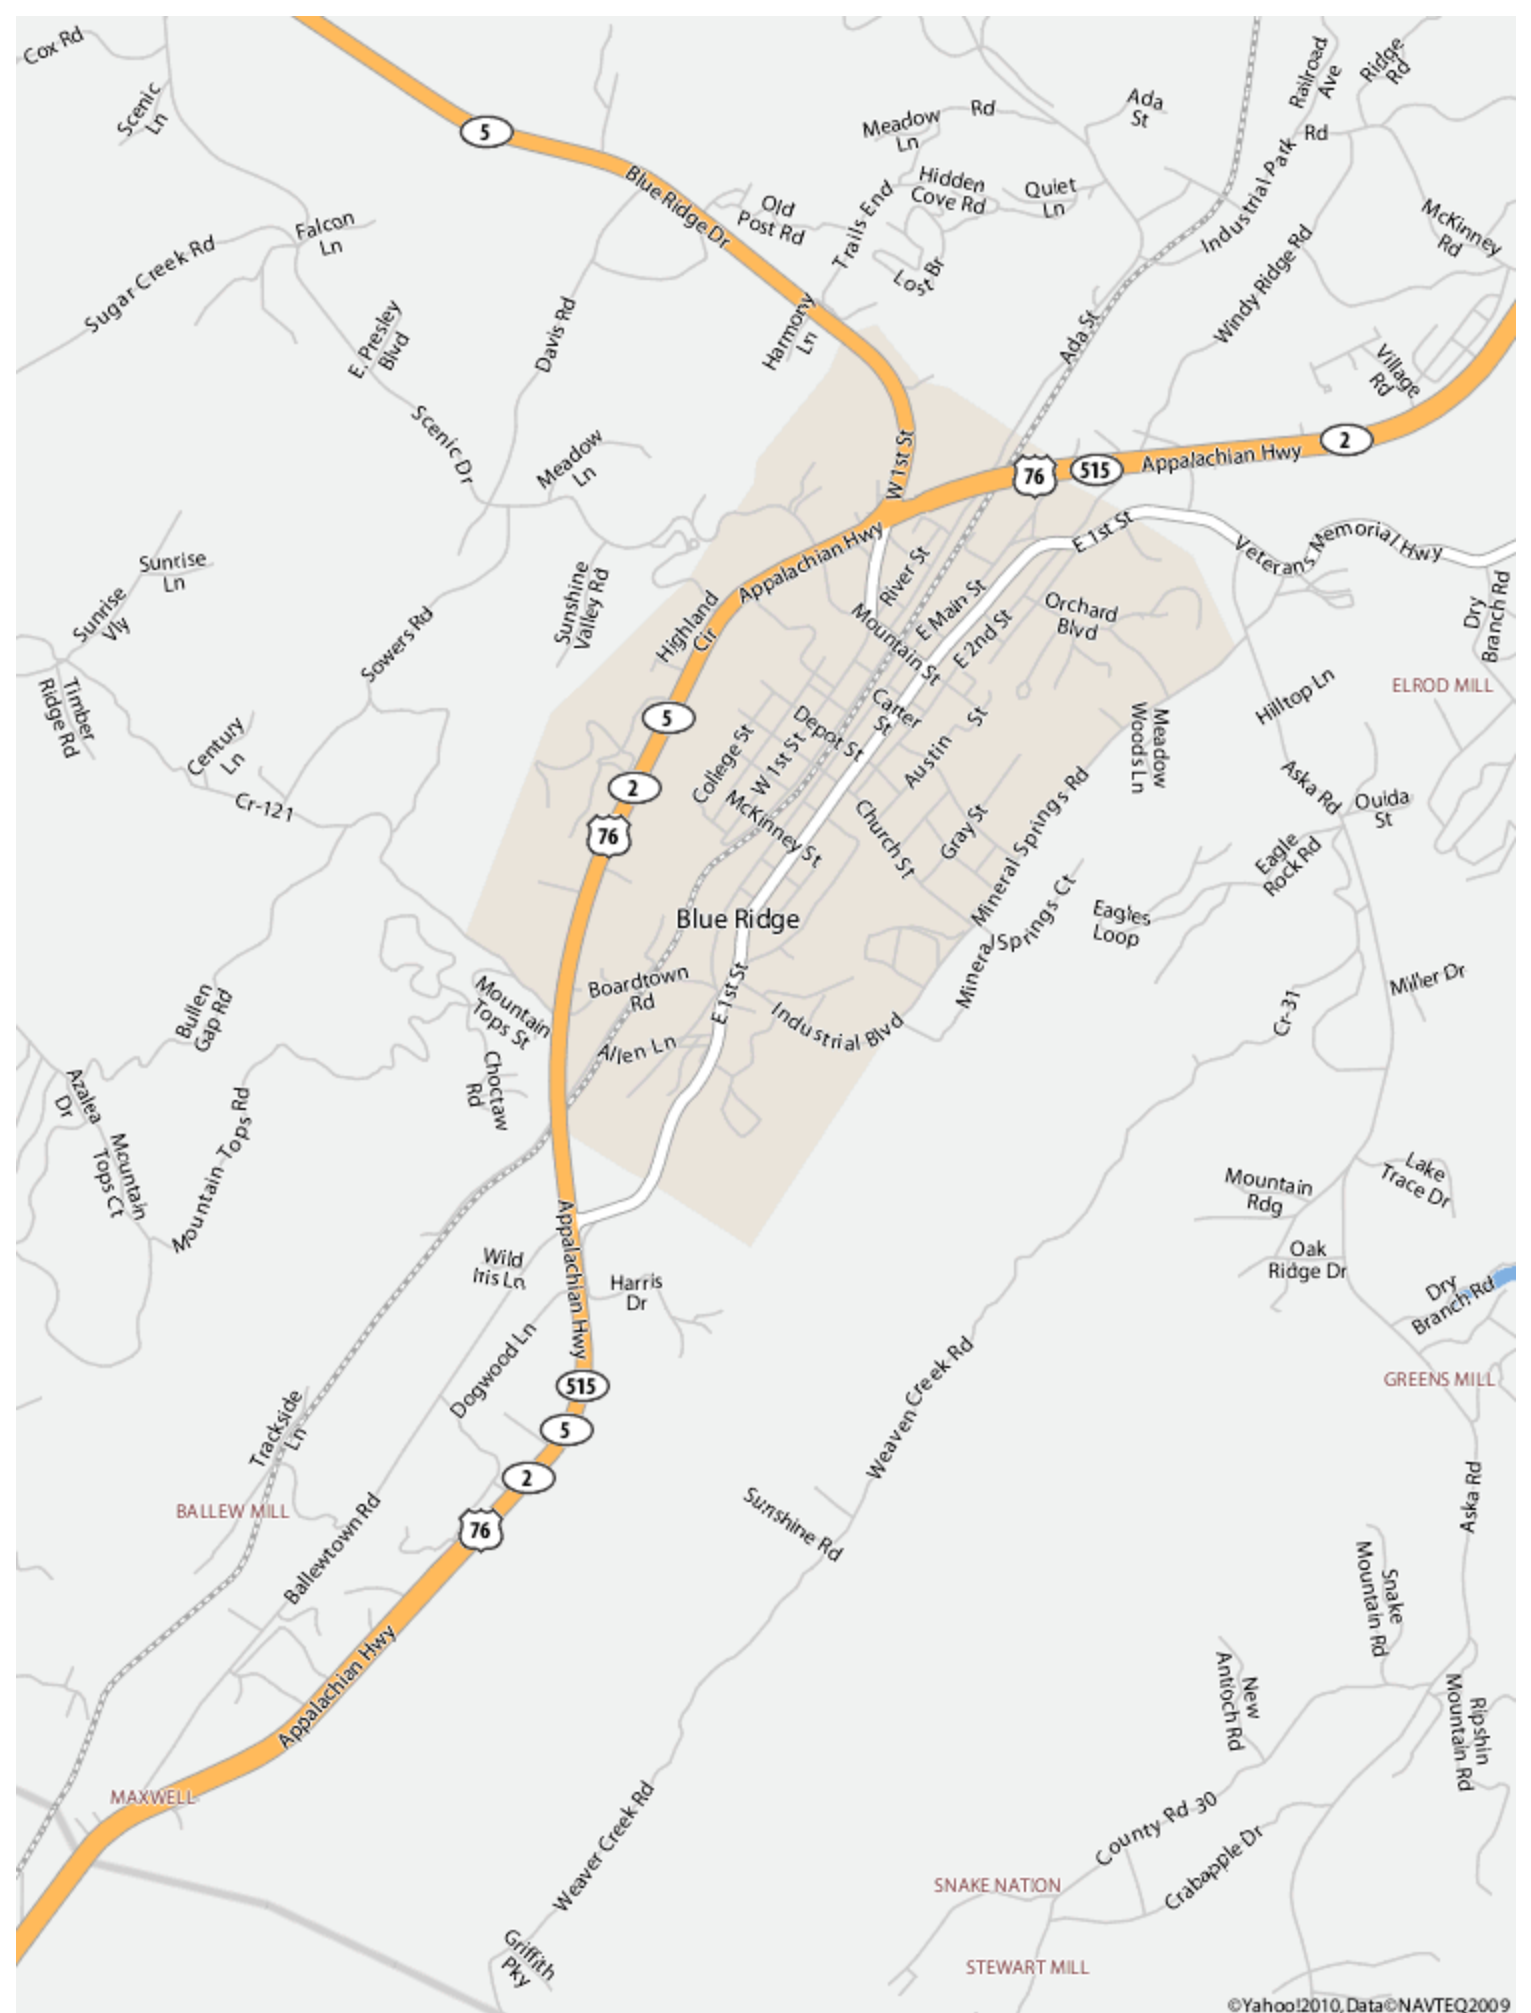 Cox Rd
Scenic
Ln
5
Blue Ridge Dr
Railroad
Ave
Ridge
Rd
Ada
St
Meadow
Ln
Rd
Rd
Industrial Park
Hidden
Cove Rd
Quiet
Ln
Old
Post Rd
Trails End
Lost Br
McKinney
Rd
Falcon
Ln
Sugar Creek Rd
Windy Ridge Rd
E. Presley
Blvd
Davis Rd
Harmony
Ln
Ada St
Village
Rd
Scenic Dr
Meadow
Ln
W 1st St
76
515
Appalachian Hwy
2
E 1st St
Veterans Memorial Hwy
Appalachian Hwy
Sunrise
Ln
Sunrise
Vly
Sunshine
Valley Rd
River St
Highland
Cir
E Main St
Mountain St
E 2nd St
Orchard
Blvd
Dry
Branch Rd
Sowers Rd
Timber
Ridge Rd
ELROD MILL
Hilltop Ln
5
Carter
St
Depot St
Austin
St
Meadow
Woods Ln
Century
Ln
College St
W 1st St
2
76
McKinney St
Church St
Gray St
Mineral Springs Rd
Aska Rd
Ouida
St
Cr-121
Eagle
Rock Rd
Blue Ridge
Mineral Springs Ct
Eagles
Loop
Boardtown
Rd
E 1st St
Industrial Blvd
Miller Dr
Cr-31
Bullen
Gap Rd
Mountain
Tops St
Allen Ln
Choctaw
Rd
Azalea
Dr
Mountain
Tops Ct
Mountain Tops Rd
Mountain
Rdg
Lake
Trace Dr
Appalachian Hwy
Wild
Iris Ln
Harris
Dr
Oak
Ridge Dr
Dry
Branch Rd
Dogwood Ln
515
GREENS MILL
Weaven Creek Rd
Trackside
Ln
5
2
76
BALLEW MILL
Ballewtown Rd
Sunshine Rd
Aska Rd
Snake
Mountain Rd
Appalachian Hwy
New
Antioch Rd
Ripshin
Mountain Rd
MAXWELL
Weaver Creek Rd
County Rd 30
Crabapple Dr
SNAKE NATION
Griffith
Pky
STEWART MILL
©Yahoo!2010, Data©NAVTEQ2009